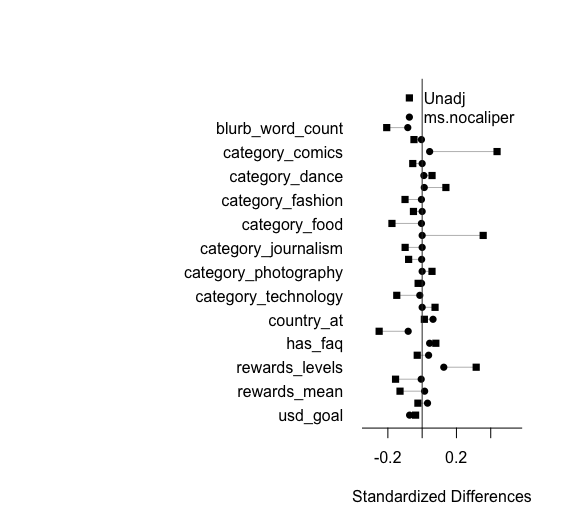 Unadj
ms.nocaliper
blurb_word_count
category_comics
category_dance
category_fashion
category_food
category_journalism
category_photography
category_technology
country_at
has_faq
rewards_levels
rewards_mean
usd_goal
-0.2 0.2
Standardized Differences